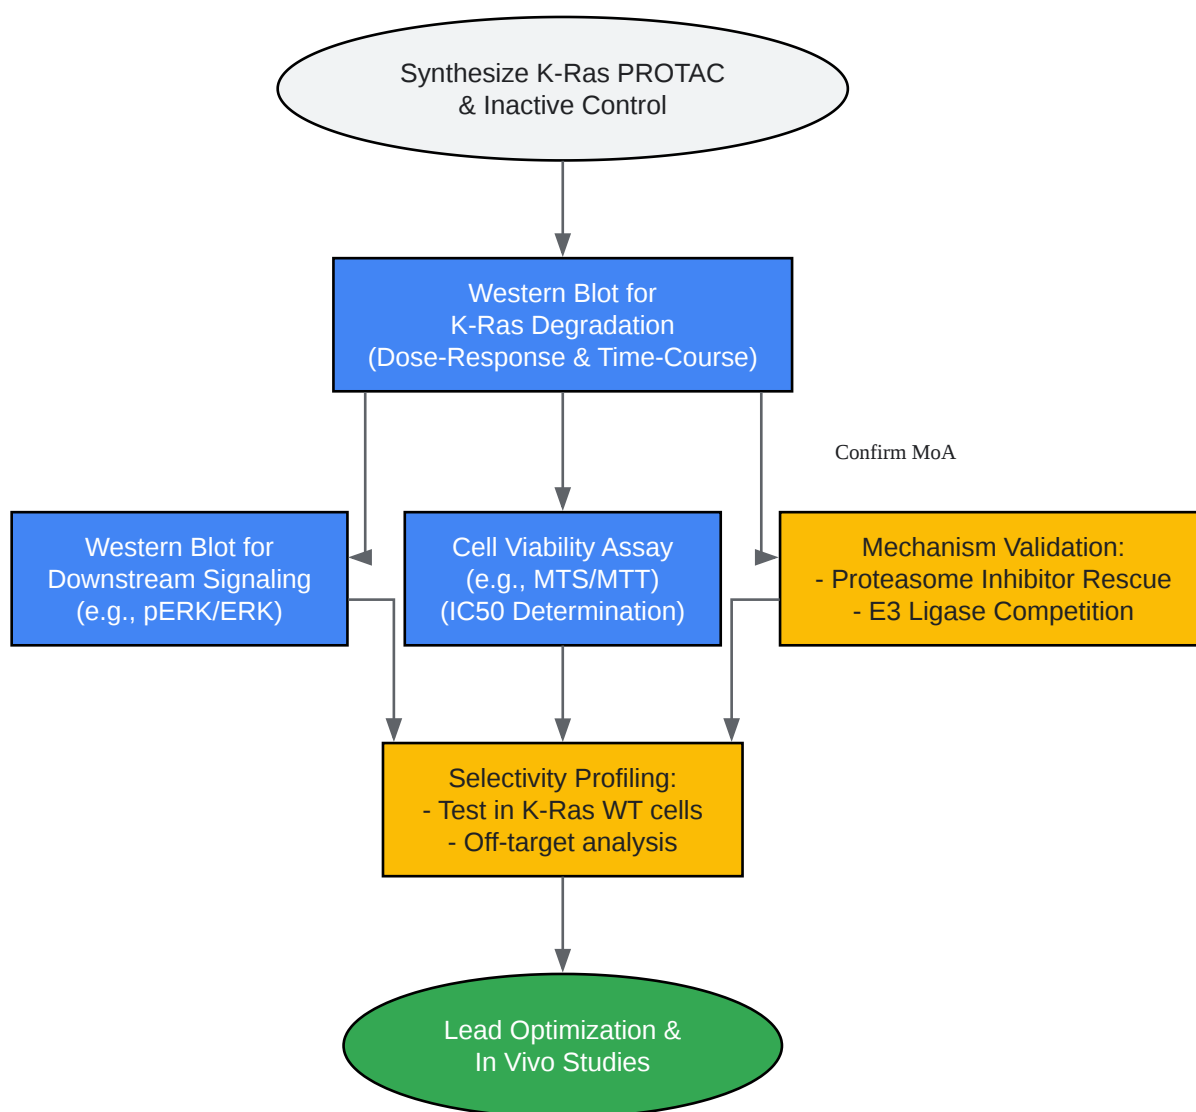 Synthesize K-Ras PROTAC
& Inactive Control
Western Blot for
K-Ras Degradation
(Dose-Response & Time-Course)
Confirm MoA
Western Blot for
Downstream Signaling
(e.g., pERK/ERK)
Cell Viability Assay
(e.g., MTS/MTT)
(IC50 Determination)
Mechanism Validation:
- Proteasome Inhibitor Rescue
- E3 Ligase Competition
Selectivity Profiling:
- Test in K-Ras WT cells
- Off-target analysis
Lead Optimization &
In Vivo Studies